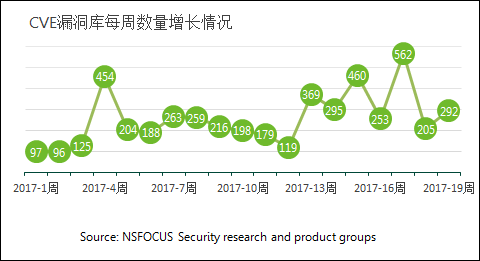 CVE漏洞库每周数量增长情况
97 96 125 454 204 188 263 259 216 198 179 119 369 295 460 253 562 205 292
2017-1周 2017-4周 2017-7周 2017-10周 2017-13周 2017-16周 2017-19周
Source: NSFOCUS Security research and product groups